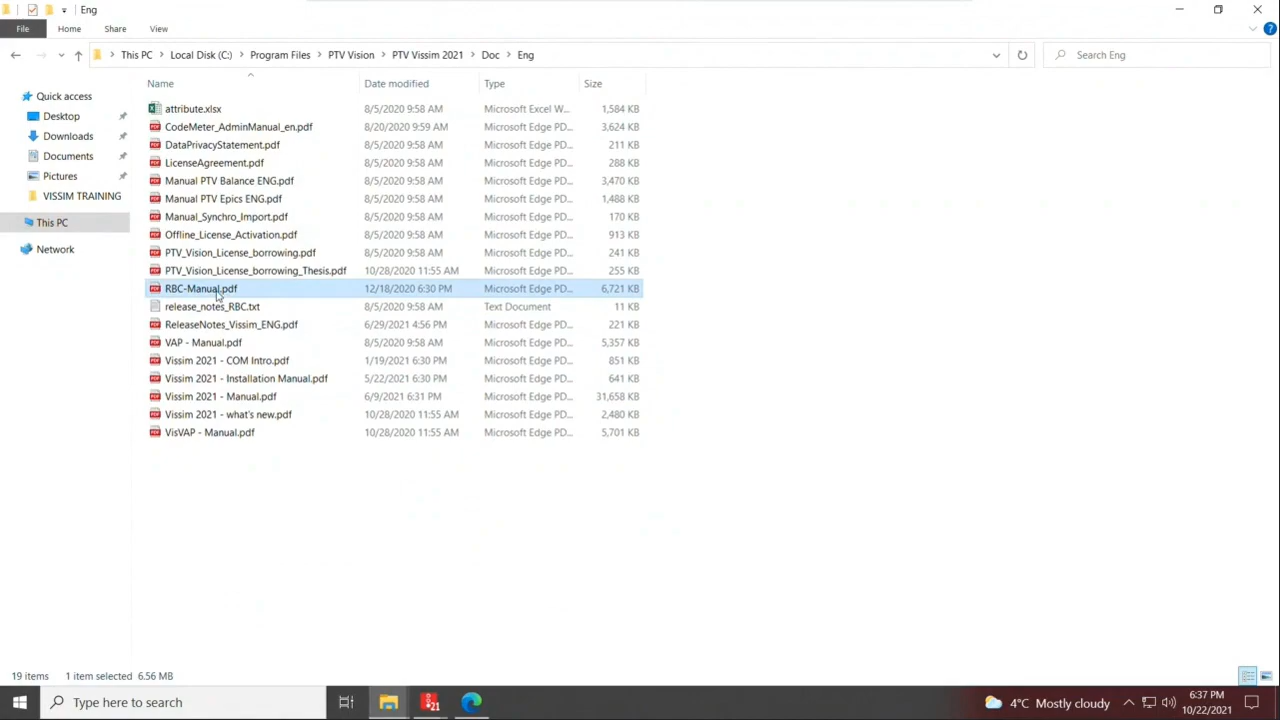 Eng
File Home Share View
This PC Local Disk (C:) Program Files PTV Vision PTV Vissim 2021 Doc Eng
Search Eng
Name Date modified Type Size
Quick access
Desktop
Downloads
Documents
Pictures
VISSIM TRAINING
This PC
Network
attribute.xlsx 8/5/2020 9:58 AM Microsoft Excel W... 1,584 KB
CodeMeter_AdminManual_en.pdf 8/20/2020 9:59 AM Microsoft Edge PD... 3,624 KB
DataPrivacyStatement.pdf 8/5/2020 9:58 AM Microsoft Edge PD... 211 KB
LicenseAgreement.pdf 8/5/2020 9:58 AM Microsoft Edge PD... 288 KB
Manual PTV Balance ENG.pdf 8/5/2020 9:58 AM Microsoft Edge PD... 3,470 KB
Manual PTV Epics ENG.pdf 8/5/2020 9:58 AM Microsoft Edge PD... 1,488 KB
Manual_Synchro_Import.pdf 8/5/2020 9:58 AM Microsoft Edge PD... 170 KB
Offline_License_Activation.pdf 8/5/2020 9:58 AM Microsoft Edge PD... 913 KB
PTV_Vision_License_borrowing.pdf 8/5/2020 9:58 AM Microsoft Edge PD... 241 KB
PTV_Vision_License_borrowing_Thesis.pdf 10/28/2020 11:55 AM Microsoft Edge PD... 255 KB
RBC-Manual.pdf 12/18/2020 6:30 PM Microsoft Edge PD... 6,721 KB
release_notes_RBC.txt 8/5/2020 9:58 AM Text Document 11 KB
ReleaseNotes_Vissim_ENG.pdf 6/29/2021 4:56 PM Microsoft Edge PD... 221 KB
VAP - Manual.pdf 8/5/2020 9:58 AM Microsoft Edge PD... 5,357 KB
Vissim 2021 - COM Intro.pdf 1/19/2021 6:30 PM Microsoft Edge PD... 851 KB
Vissim 2021 - Installation Manual.pdf 5/22/2021 6:30 PM Microsoft Edge PD... 641 KB
Vissim 2021 - Manual.pdf 6/9/2021 6:31 PM Microsoft Edge PD... 31,658 KB
Vissim 2021 - what's new.pdf 10/28/2020 11:55 AM Microsoft Edge PD... 2,480 KB
VisVAP - Manual.pdf 10/28/2020 11:55 AM Microsoft Edge PD... 5,701 KB
19 items 1 item selected 6.56 MB
Type here to search
21
4°C Mostly cloudy
6:37 PM
10/22/2021